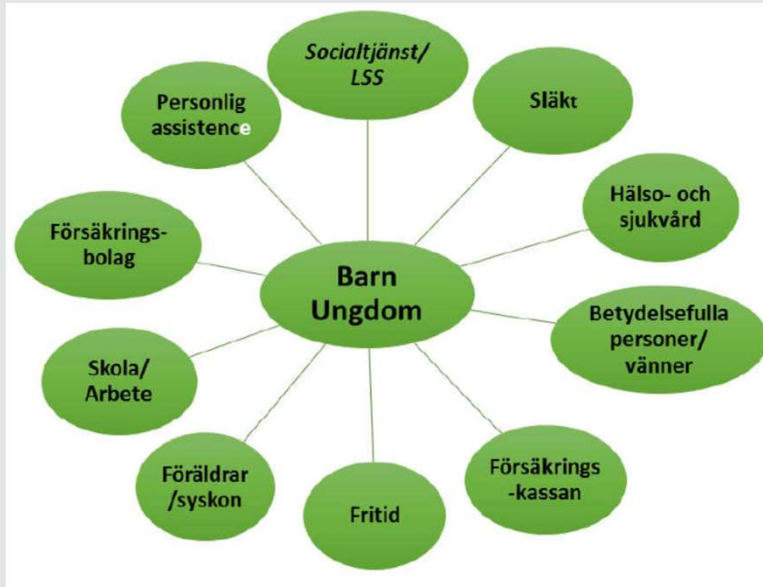 Socialtjänst/
LSS
Släkt
Hälso- och
sjukvård
Betydelsefulla
personer/
vänner
Försäkrings
-kassan
Fritid
Föräldrar
/syskon
Skola/
Arbete
Försäkrings-
bolag
Personlig
assistence
Barn
Ungdom